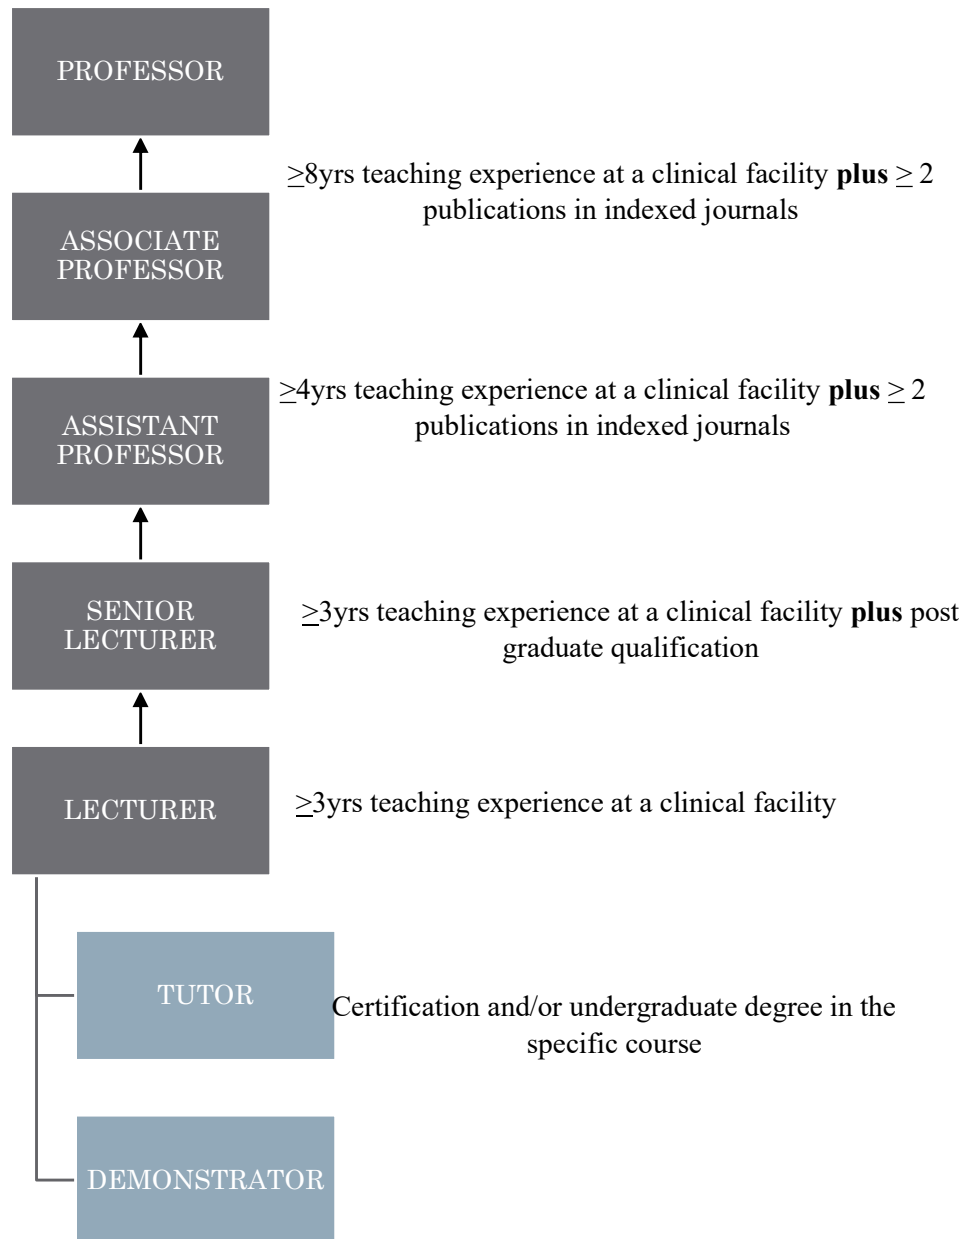 PROFESSOR
≥8yrs teaching experience at a clinical facility plus ≥ 2
publications in indexed journals
ASSOCIATE
PROFESSOR
≥4yrs teaching experience at a clinical facility plus ≥ 2
publications in indexed journals
ASSISTANT
PROFESSOR
SENIOR
LECTURER
≥3yrs teaching experience at a clinical facility plus post
graduate qualification
LECTURER
≥3yrs teaching experience at a clinical facility
TUTOR
Certification and/or undergraduate degree in the
specific course
DEMONSTRATOR